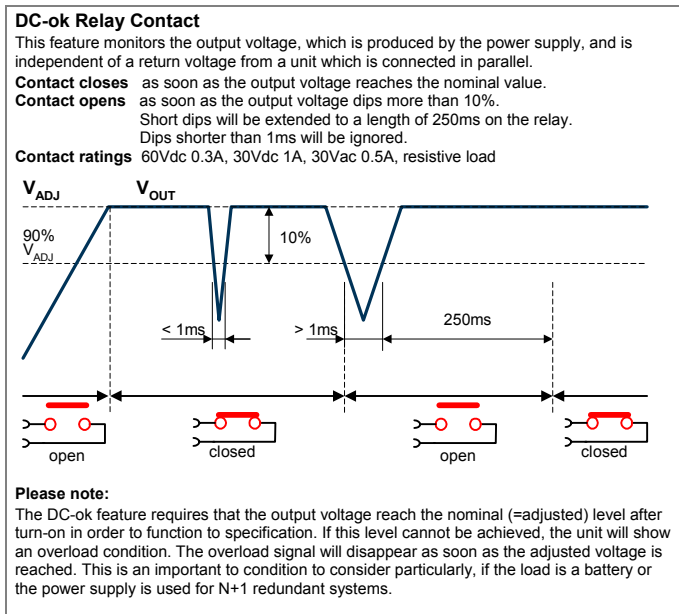 DC-ok Relay Contact
This feature monitors the output voltage, which is produced by the power supply, and is
independent of a return voltage from a unit which is connected in parallel.
Contact closes as soon as the output voltage reaches the nominal value.
Contact opens as soon as the output voltage dips more than 10%.
Short dips will be extended to a length of 250ms on the relay.
Dips shorter than 1ms will be ignored.
Contact ratings 60Vdc 0.3A, 30Vdc 1A, 30Vac 0.5A, resistive load
VADJ VOUT
90%
VADJ
10%
< 1ms > 1ms 250ms
open closed open closed
Please note:
The DC-ok feature requires that the output voltage reach the nominal (=adjusted) level after
turn-on in order to function to specification. If this level cannot be achieved, the unit will show
an overload condition. The overload signal will disappear as soon as the adjusted voltage is
reached. This is an important to condition to consider particularly, if the load is a battery or
the power supply is used for N+1 redundant systems.